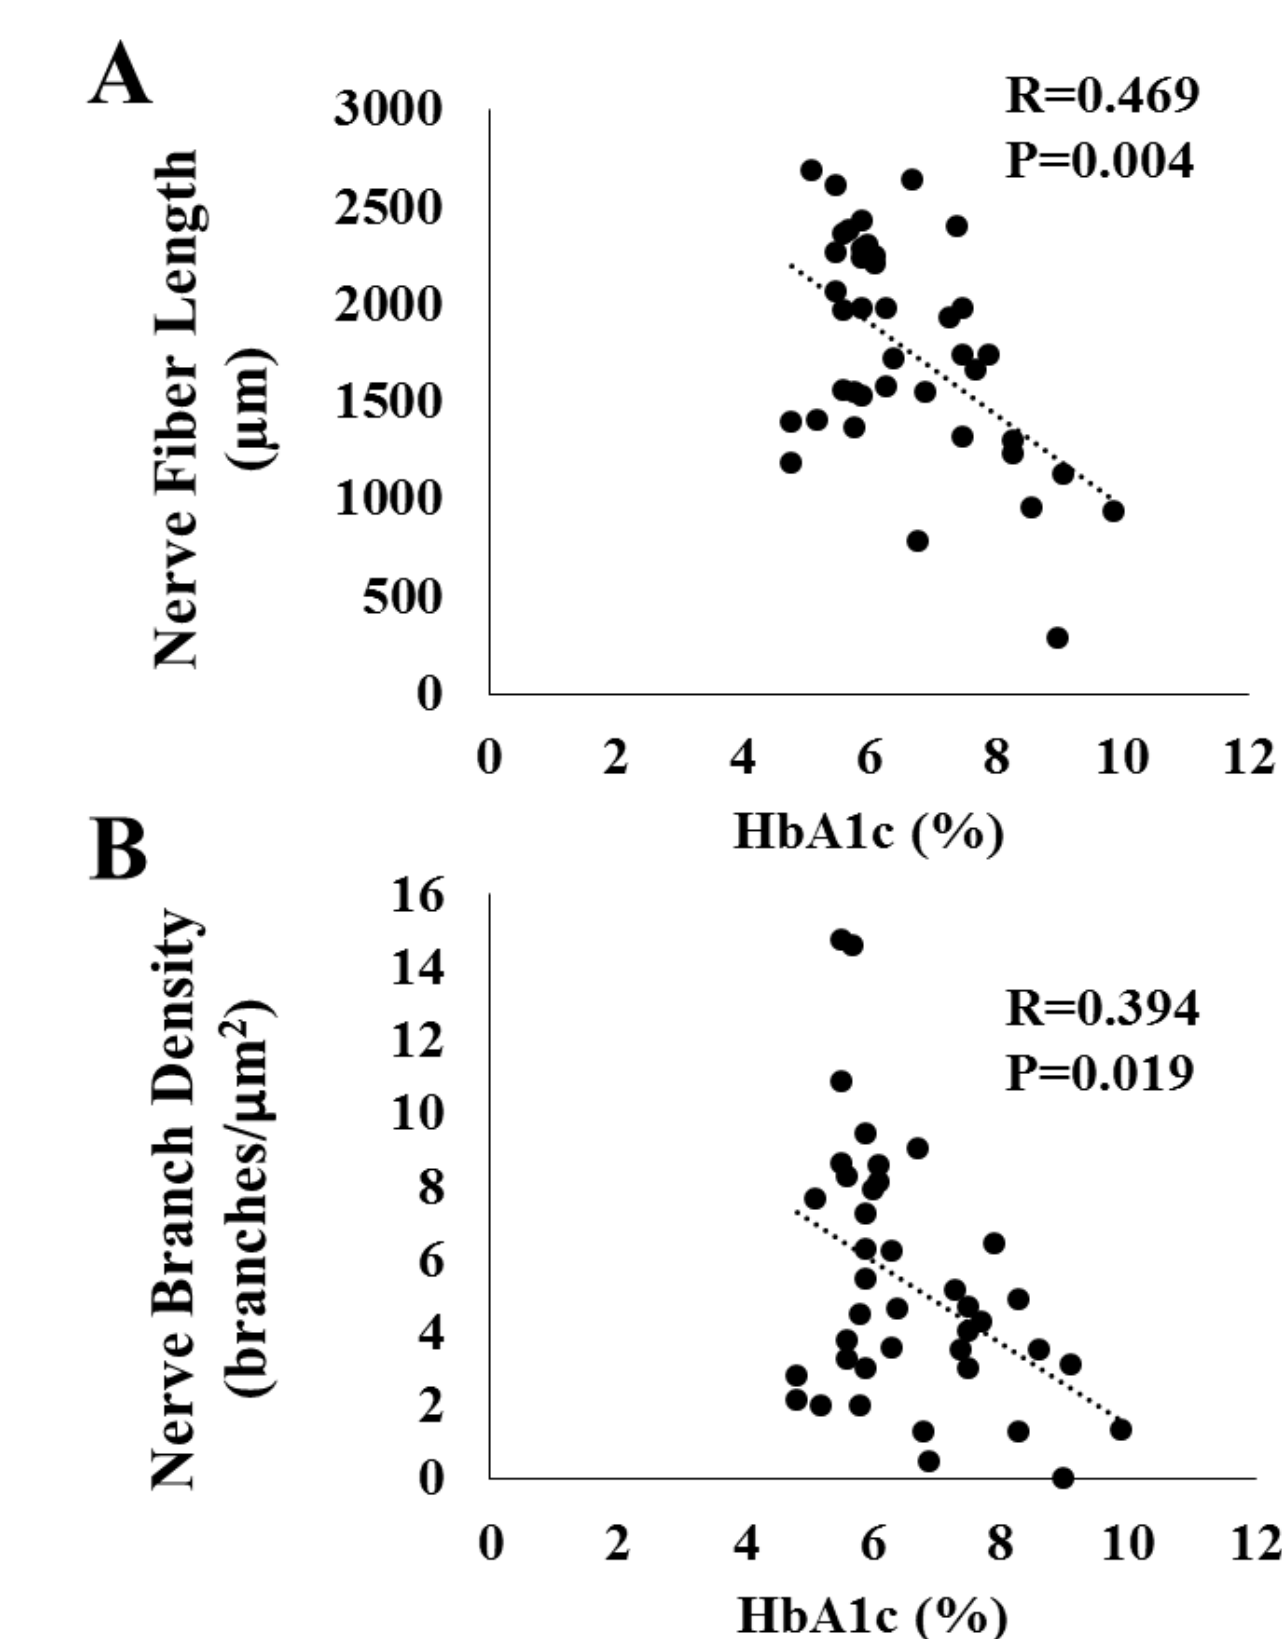 A
R=0.469
P=0.004
Nerve Fiber Length
(μm)
3000
2500
2000
1500
1000
500
0
0 2 4 6 8 10 12
HbA1c (%)
B
R=0.394
P=0.019
Nerve Branch Density
(branches/μm²)
16
14
12
10
8
6
4
2
0
0 2 4 6 8 10 12
HbA1c (%)